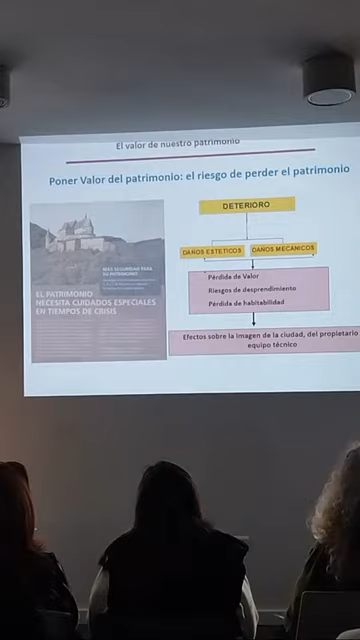 El valor de nuestro patrimonio
Poner Valor del patrimonio: el riesgo de perder el patrimonio
DETERIORO
DAÑOS ESTETICOS
DAÑOS MECANICOS
MÁS SEGURIDAD PARA
SU PATRIMONIO
EL PATRIMONIO
NECESITA CUIDADOS ESPECIALES
EN TIEMPOS DE CRISIS
Pérdida de Valor
Riesgos de desprendimiento
Pérdida de habitabilidad
Efectos sobre la imagen de la ciudad, del propietario
equipo técnico